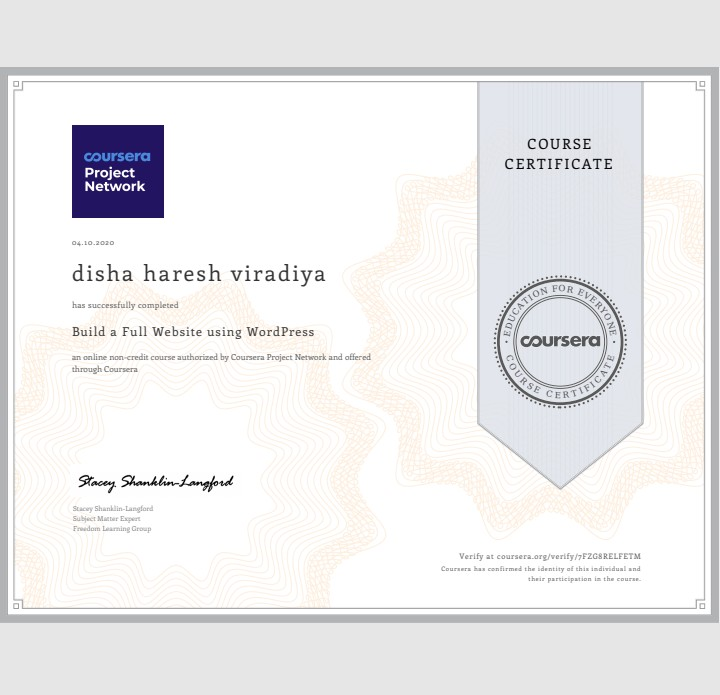 coursera
Project
Network
COURSE
CERTIFICATE
04.10.2020
disha haresh viradiya
has successfully completed
Build a Full Website using WordPress
an online non-credit course authorized by Coursera Project Network and offered
through Coursera
EDUCATION FOR EVERYONE
coursera
COURSE CERTIFICATE
Stacey Shanklin-Langford
Stacey Shanklin-Langford
Subject Matter Expert
Freedom Learning Group
Verify at coursera.org/verify/7FZG8RELFETM
Coursera has confirmed the identity of this individual and
their participation in the course.